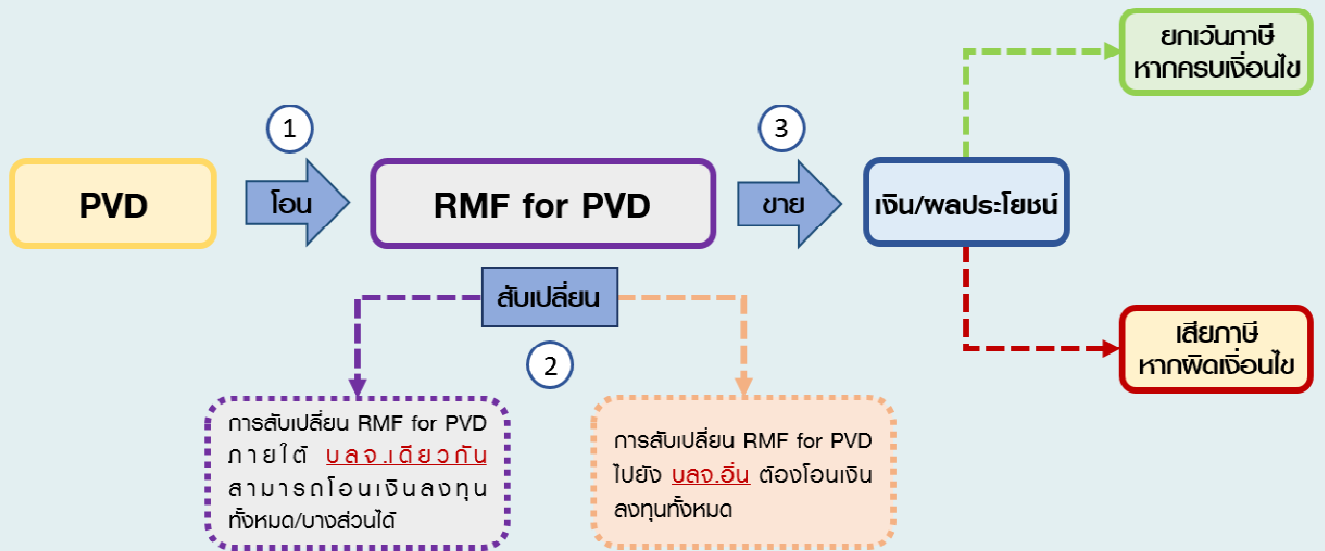 ยกเว้นภาษี
หากครบเงื่อนไข
1
3
PVD
โอน
RMF for PVD
ขาย
เงิน/ผลประโยชน์
สับเปลี่ยน
2
เสียภาษี
หากผิดเงื่อนไข
การสับเปลี่ยน RMF for PVD
ภายใต้ บลจ.เดียวกัน
สามารถโอนเงินลงทุน
ทั้งหมด/บางส่วนได้
การสับเปลี่ยน RMF for PVD
ไปยัง บลจ.อื่น ต้องโอนเงิน
ลงทุนทั้งหมด